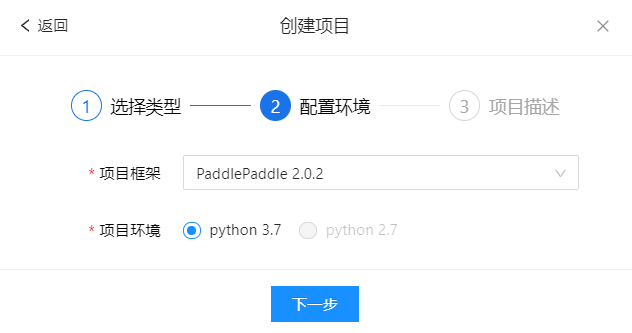 返回
创建项目
1 选择类型 2 配置环境 3 项目描述
* 项目框架 PaddlePaddle 2.0.2
* 项目环境 python 3.7 python 2.7
下一步